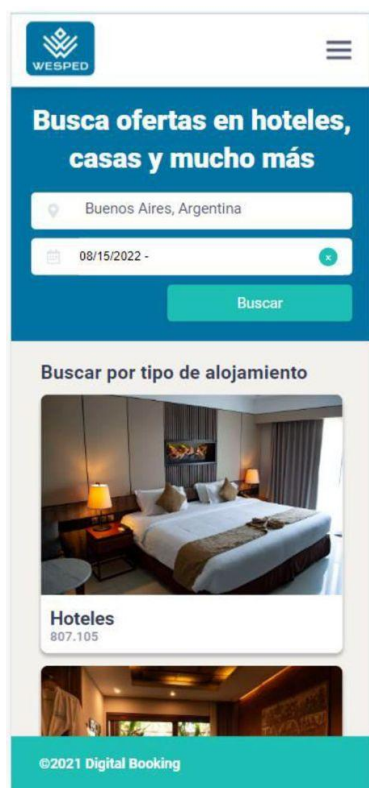 WESPED
Busca ofertas en hoteles,
casas y mucho más
Buenos Aires, Argentina
08/15/2022 -
Buscar
Buscar por tipo de alojamiento
Hoteles
807.105
©2021 Digital Booking